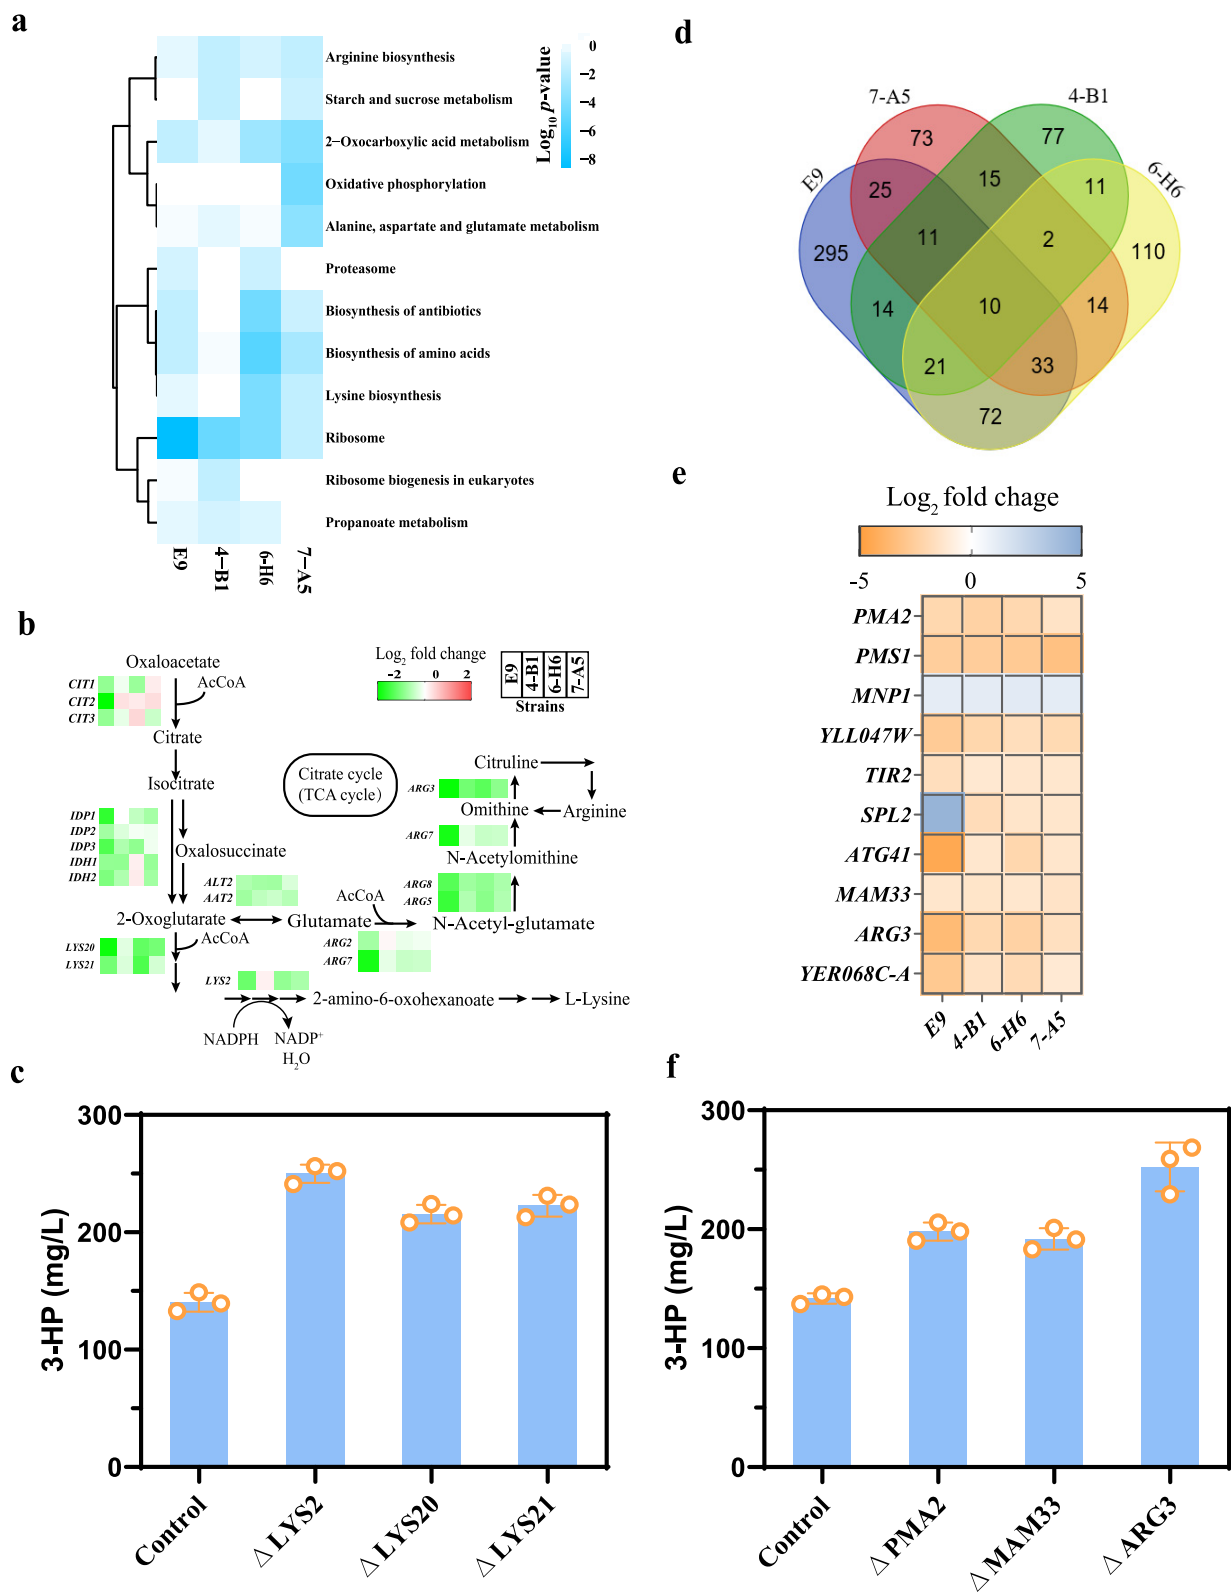 a
Arginine biosynthesis
Starch and sucrose metabolism
2−Oxocarboxylic acid metabolism
Oxidative phosphorylation
Alanine, aspartate and glutamate metabolism
Proteasome
Biosynthesis of antibiotics
Biosynthesis of amino acids
Lysine biosynthesis
Ribosome
Ribosome biogenesis in eukaryotes
Propanoate metabolism
E9
4−B1
6-H6
7−A5
Log10 p-value
0
−2
−4
−6
−8
b
Oxaloacetate
AcCoA
CIT1
CIT2
CIT3
Citrate
Isocitrate
IDP1
IDP2
IDP3
IDH1
IDH2
Oxalosuccinate
ALT2
AAT2
2-Oxoglutarate
Glutamate
AcCoA
LYS20
LYS21
AcCoA
LYS2
NADPH
NADP+
H2O
2-amino-6-oxohexanoate
L-Lysine
ARG2
ARG7
N-Acetyl-glutamate
ARG8
ARG5
N-Acetylomithine
ARG7
Omithine
Arginine
ARG3
Citruline
Citrate cycle
(TCA cycle)
Log2 fold change
-2
0
2
E9
4-B1
6-H6
7-A5
Strains
c
3-HP (mg/L)
300
200
100
0
Control
△ LYS2
△ LYS20
△ LYS21
d
7-A5
4-B1
E9
6-H6
73
77
25
15
11
295
11
2
110
14
10
14
21
33
72
e
Log2 fold chage
-5
0
5
PMA2
PMS1
MNP1
YLL047W
TIR2
SPL2
ATG41
MAM33
ARG3
YER068C-A
E9
4-B1
6-H6
7-A5
f
3-HP (mg/L)
300
200
100
0
Control
△ PMA2
△ MAM33
△ ARG3